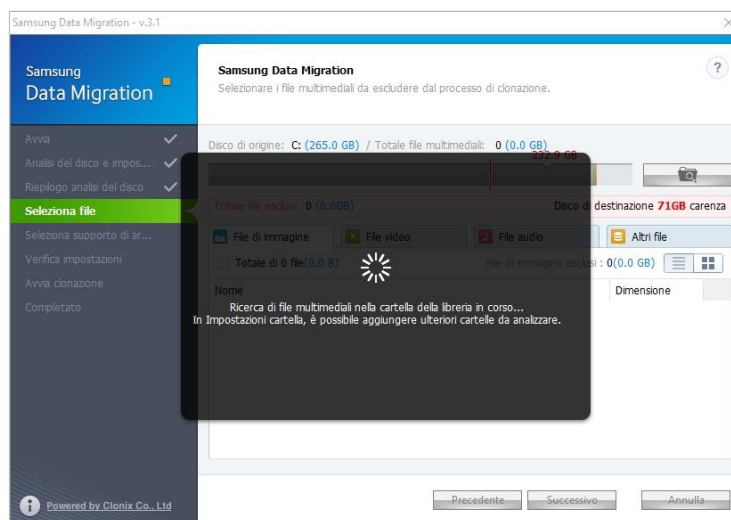 Samsung Data Migration - v.3.1
Samsung
Data Migration
Samsung Data Migration
Selezionare i file multimediali da escludere dal processo di clonazione.
?
Avvia
Analisi del disco e impos...
Riepilogo analisi del disco
Seleziona file
Seleziona supporto di ar...
Verifica impostazioni
Avvia clonazione
Completato
Disco di origine: C: (265.0 GB) / Totale file multimediali: 0 (0.0 GB)
232.9 GB
Totale file esclusi: 0 (0.0GB)
Disco di destinazione 71GB carenza
File di immagine
File video
File audio
Altri file
Totale di 0 file(0.0 B)
File di immagine esclusi : 0(0.0 GB)
Nome
Dimensione
Ricerca di file multimediali nella cartella della libreria in corso...
In Impostazioni cartella, è possibile aggiungere ulteriori cartelle da analizzare.
Powered by Clonix Co., Ltd
Precedente
Successivo
Annulla